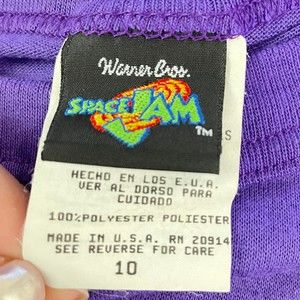 Warner Bros.
SPACE JAM
TM
S
HECHO EN LOS E.U.A.
VER AL DORSO PARA
CUIDADO
100% POLYESTER POLIESTER
MADE IN U.S.A. RN 20914
SEE REVERSE FOR CARE
10